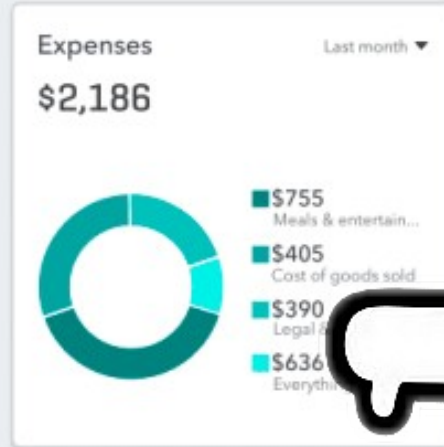 Expenses
Last month
$2,186
$755
Meals & entertain...
$405
Cost of goods sold
$390
Legal &
$636